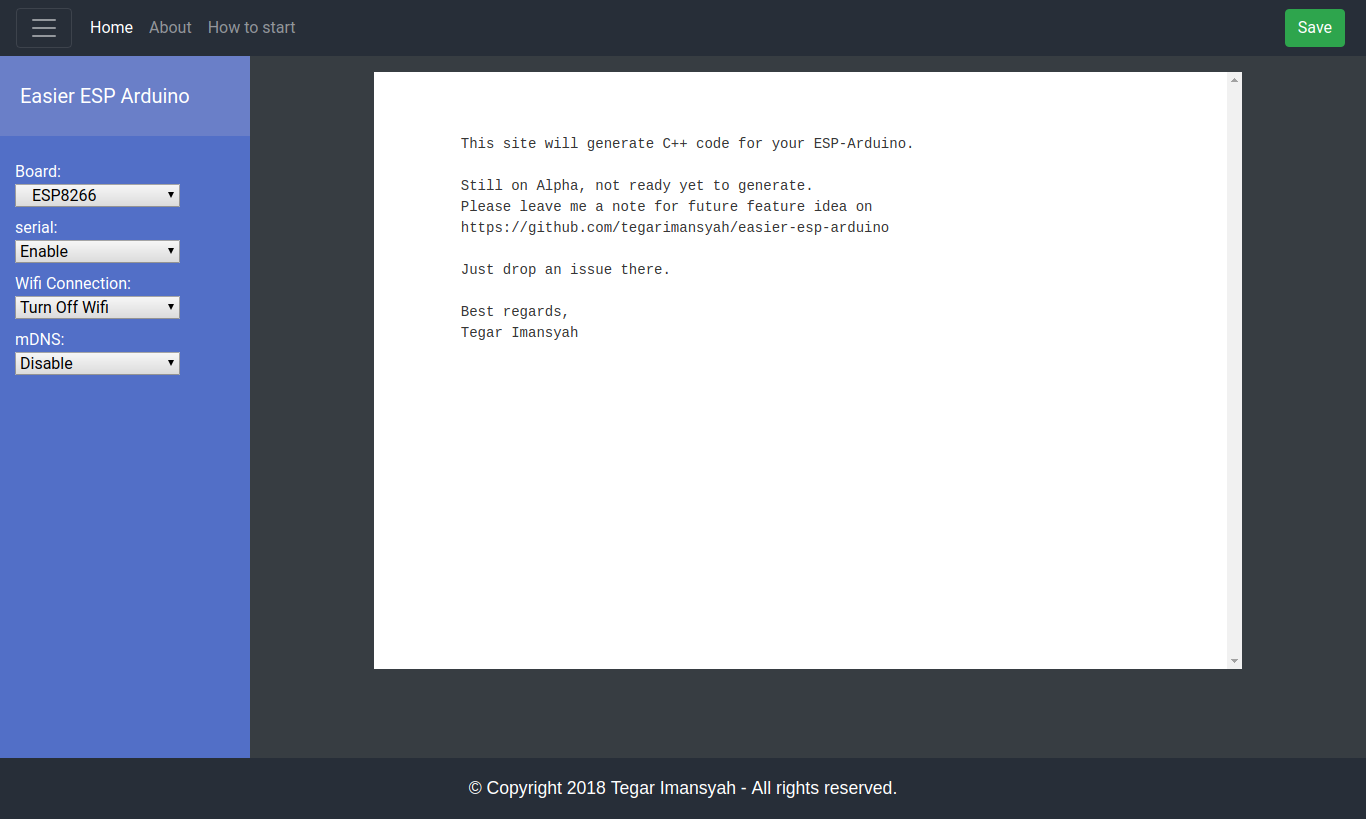 Home About How to start Save
Easier ESP Arduino
Board:
ESP8266
serial:
Enable
Wifi Connection:
Turn Off Wifi
mDNS:
Disable
This site will generate C++ code for your ESP-Arduino.
Still on Alpha, not ready yet to generate.
Please leave me a note for future feature idea on
https://github.com/tegarimansyah/easier-esp-arduino
Just drop an issue there.
Best regards,
Tegar Imansyah
© Copyright 2018 Tegar Imansyah - All rights reserved.